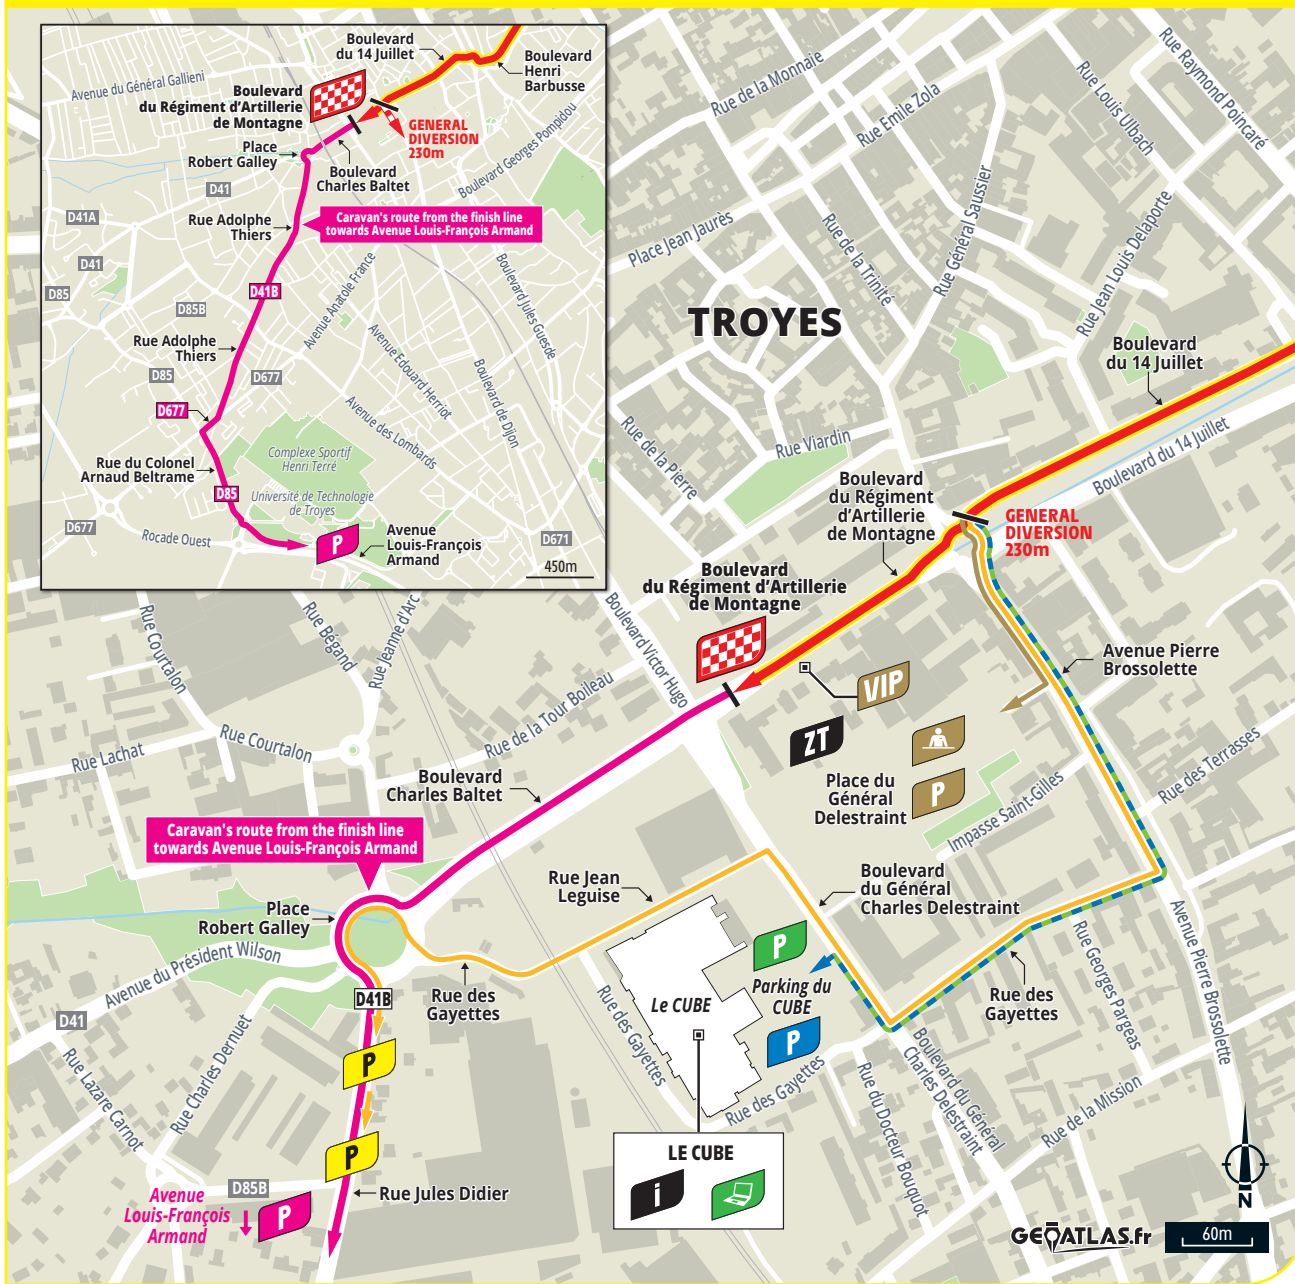 Boulevard
du 14 Juillet
Boulevard
Henri
Barbusse
Avenue du Général Gallieni
Boulevard
du Régiment d'Artillerie
de Montagne
GENERAL
DIVERSION
230m
Place
Robert Galley
Boulevard
Charles Baltet
Boulevard Georges Pompidou
D41
D41A
Rue Adolphe
Thiers
Caravan's route from the finish line
towards Avenue Louis-François Armand
D41
D85
D41B
D85B
Avenue Anatole France
Boulevard Jules Guesde
Rue Adolphe
Thiers
Avenue Edouard Herriot
D85
D677
Boulevard de Dijon
D677
Avenue des Lombards
Complexe Sportif
Henri Terré
Rue du Colonel
Arnaud Beltrame
D85
Université de Technologie
de Troyes
D677
Rocade Ouest
P
Avenue
Louis-François
Armand
D671
450m
Rue de la Monnaie
Rue Emile Zola
Rue Louis Ulbach
Rue Raymond Poincaré
Place Jean Jaurès
Rue de la Trinité
Rue Général Saussier
Rue Jean Louis Delaporte
TROYES
Boulevard
du 14 Juillet
Rue de la Pierre
Rue Viardin
Boulevard du 14 Juillet
Boulevard
du Régiment
d'Artillerie
de Montagne
GENERAL
DIVERSION
230m
Boulevard
du Régiment d'Artillerie
de Montagne
Rue Courtalon
Rue Bégand
Rue Jeanne d'Arc
Boulevard Victor Hugo
Avenue Pierre
Brossolette
VIP
ZT
Rue de la Tour Boileau
Rue Lachat
Rue Courtalon
Boulevard
Charles Baltet
Place du
Général
Delestraint
P
Impasse Saint-Gilles
Rue des Terrasses
Caravan's route from the finish line
towards Avenue Louis-François Armand
Rue Jean
Leguise
Boulevard
du Général
Charles Delestraint
Place
Robert Galley
Avenue du Président Wilson
P
Parking du
CUBE
P
Le CUBE
Rue des
Gayettes
Rue des
Gayettes
Rue Georges Pargeas
Avenue Pierre Brossolette
D41B
D41
Rue des Gayettes
Rue des Gayettes
Rue Lazare Carnot
Rue Charles Dernuet
P
Boulevard du Général
Charles Delestraint
Rue du Docteur Bouquot
Rue de la Mission
P
LE CUBE
i
D85B
Rue Jules Didier
Avenue
Louis-François
Armand
P
N
GEOATLAS.fr
60m